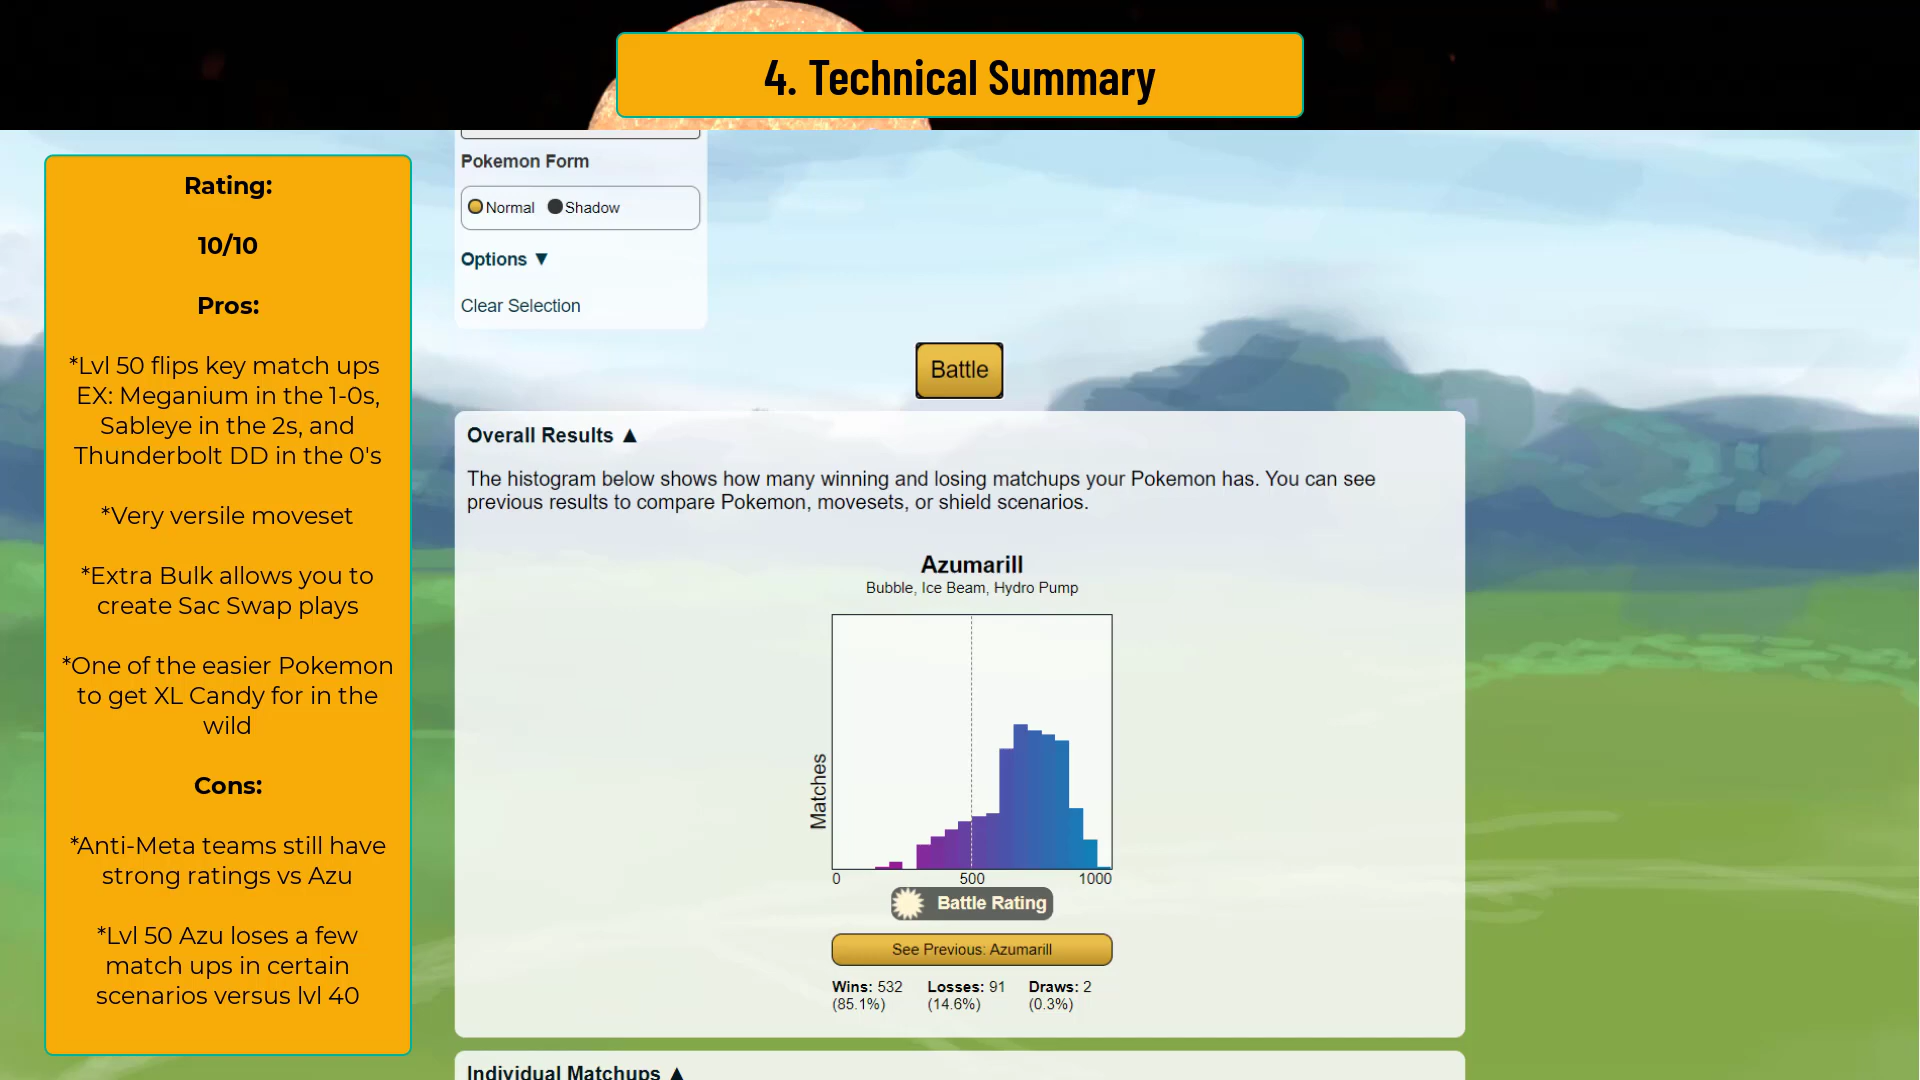 4. Technical Summary
Rating:
10/10
Pros:
*Lvl 50 flips key match ups
EX: Meganium in the 1-0s,
Sableye in the 2s, and
Thunderbolt DD in the 0's
*Very versile moveset
*Extra Bulk allows you to
create Sac Swap plays
*One of the easier Pokemon
to get XL Candy for in the
wild
Cons:
*Anti-Meta teams still have
strong ratings vs Azu
*Lvl 50 Azu loses a few
match ups in certain
scenarios versus lvl 40
Pokemon Form
Normal Shadow
Options ▼
Clear Selection
Battle
Overall Results ▲
The histogram below shows how many winning and losing matchups your Pokemon has. You can see
previous results to compare Pokemon, movesets, or shield scenarios.
Azumarill
Bubble, Ice Beam, Hydro Pump
Matches
0 500 1000
Battle Rating
See Previous: Azumarill
Wins: 532 Losses: 91 Draws: 2
(85.1%) (14.6%) (0.3%)
Individual Matchups ▲